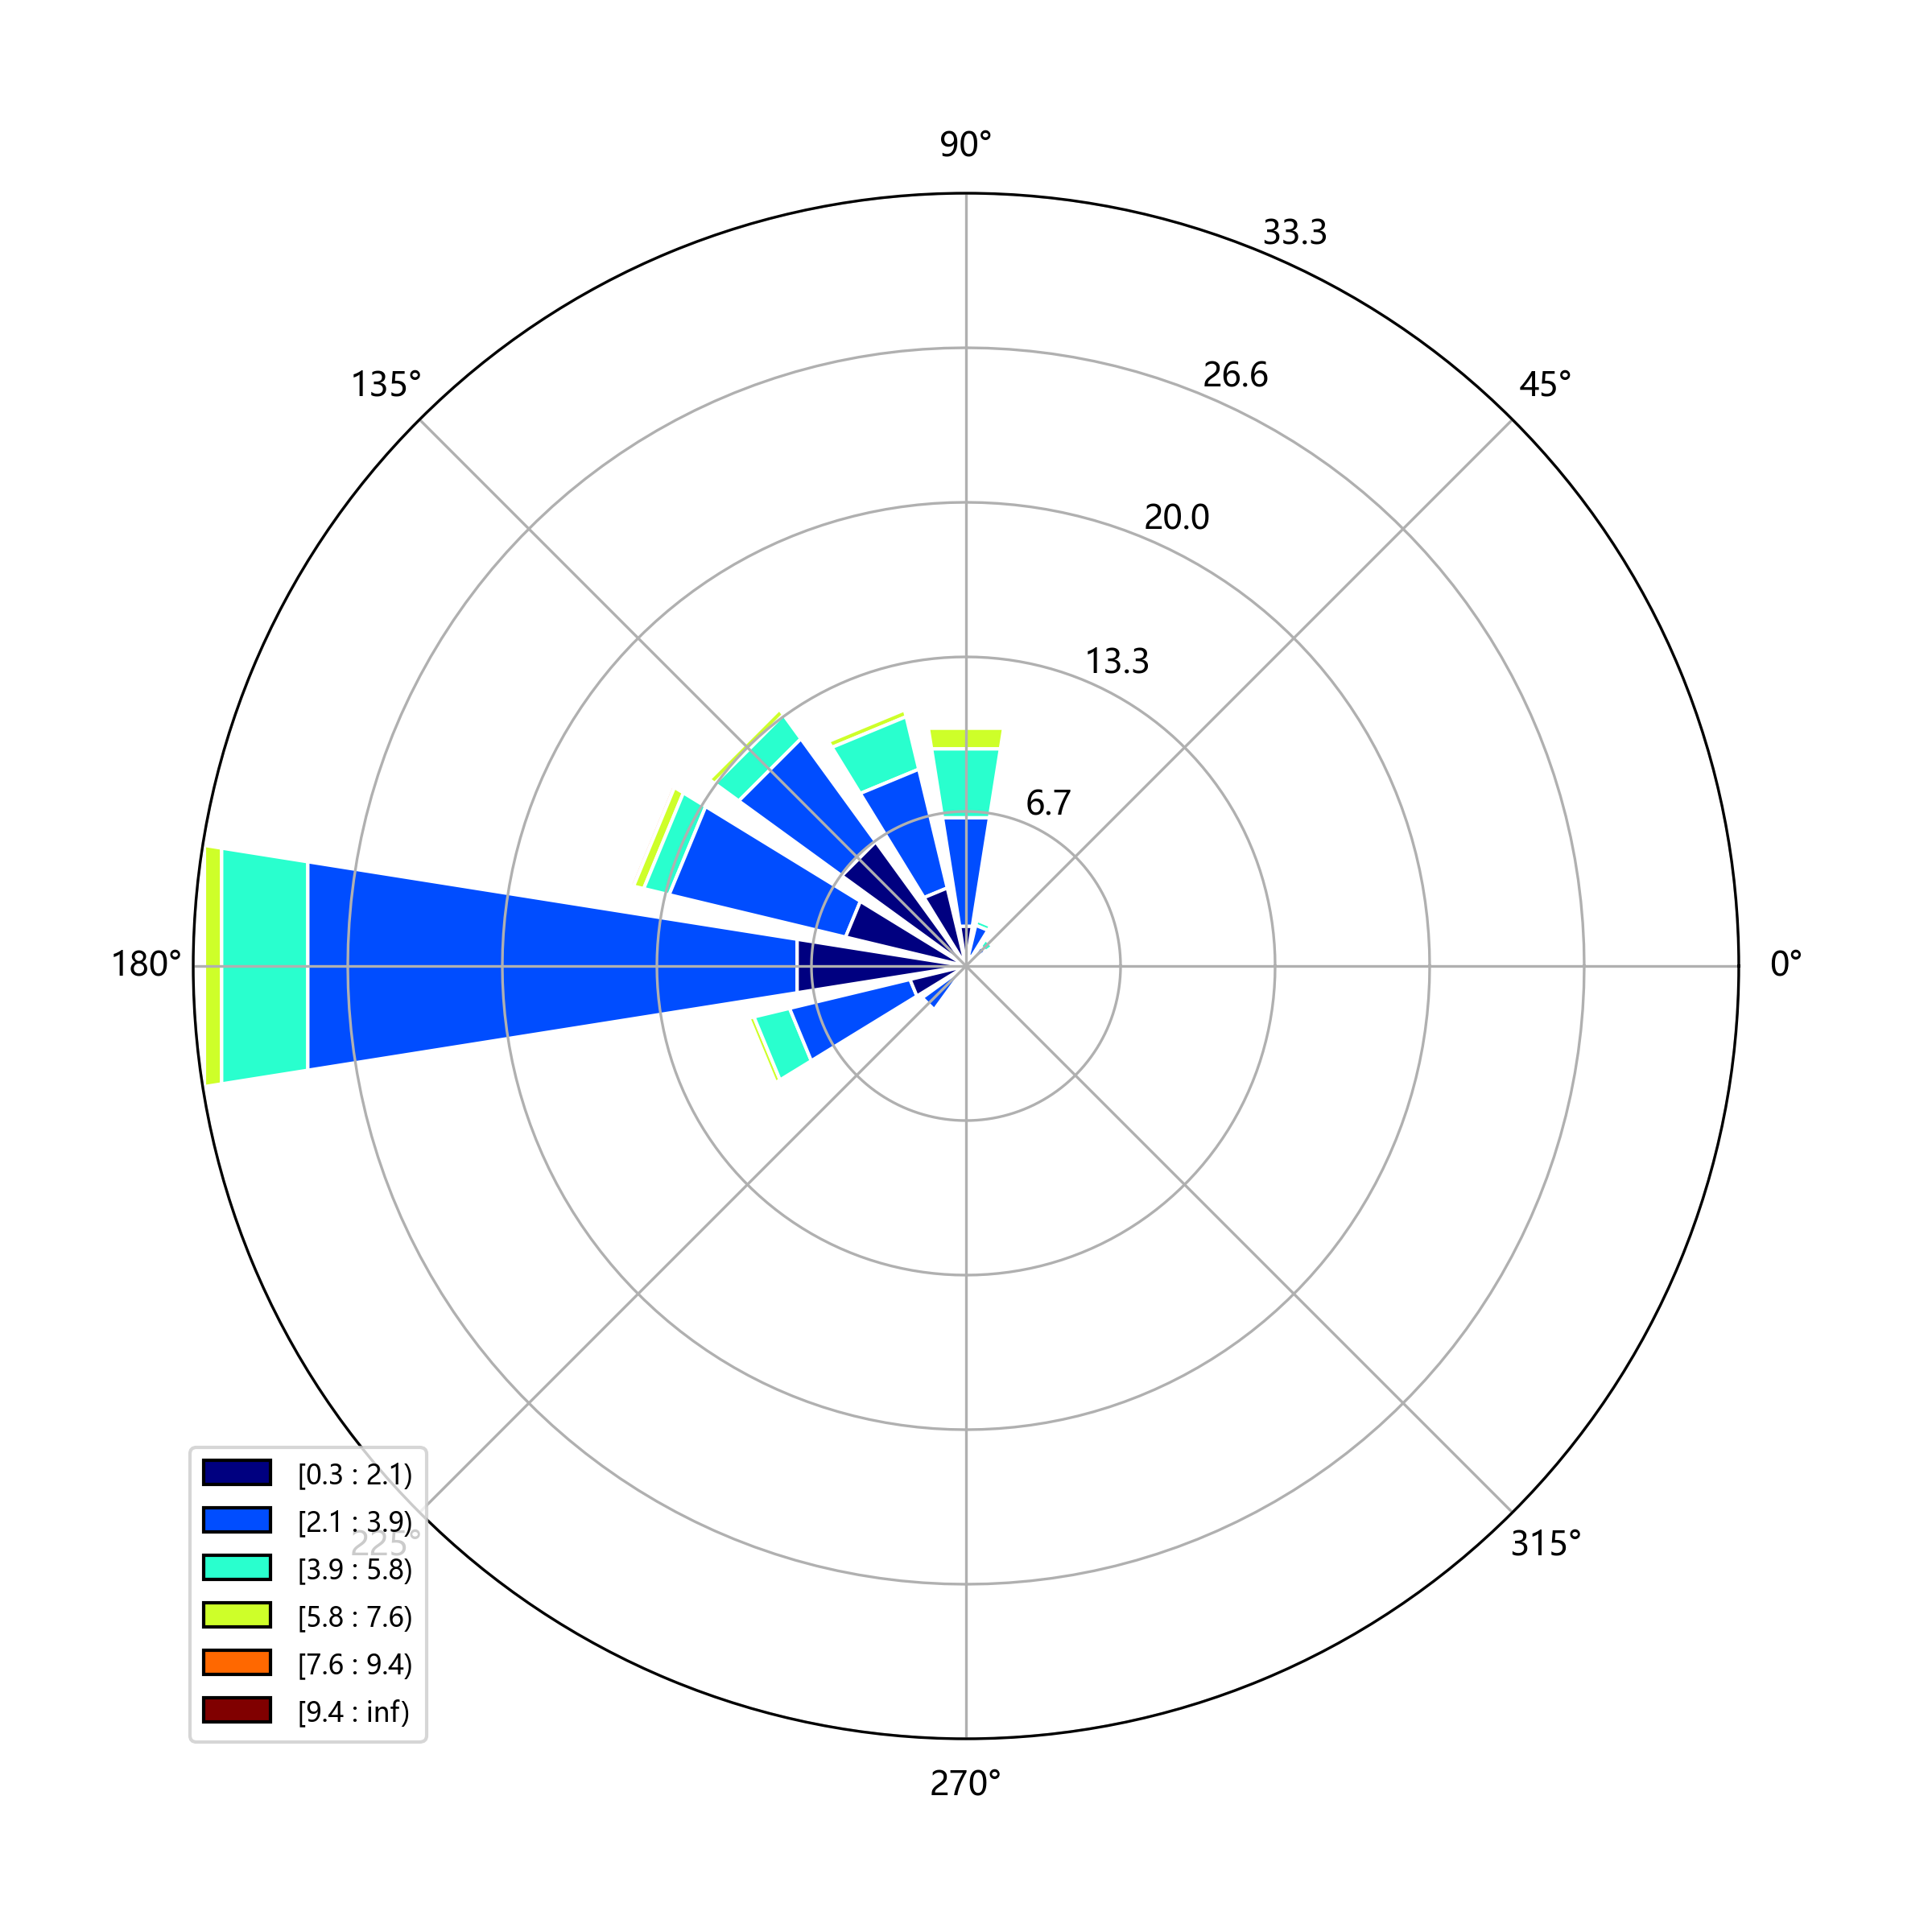 90°
33.3
135°
26.6
45°
20.0
13.3
6.7
180°
0°
[0.3 : 2.1)
[2.1 : 3.9)
225°
315°
[3.9 : 5.8)
[5.8 : 7.6)
[7.6 : 9.4)
[9.4 : inf)
270°